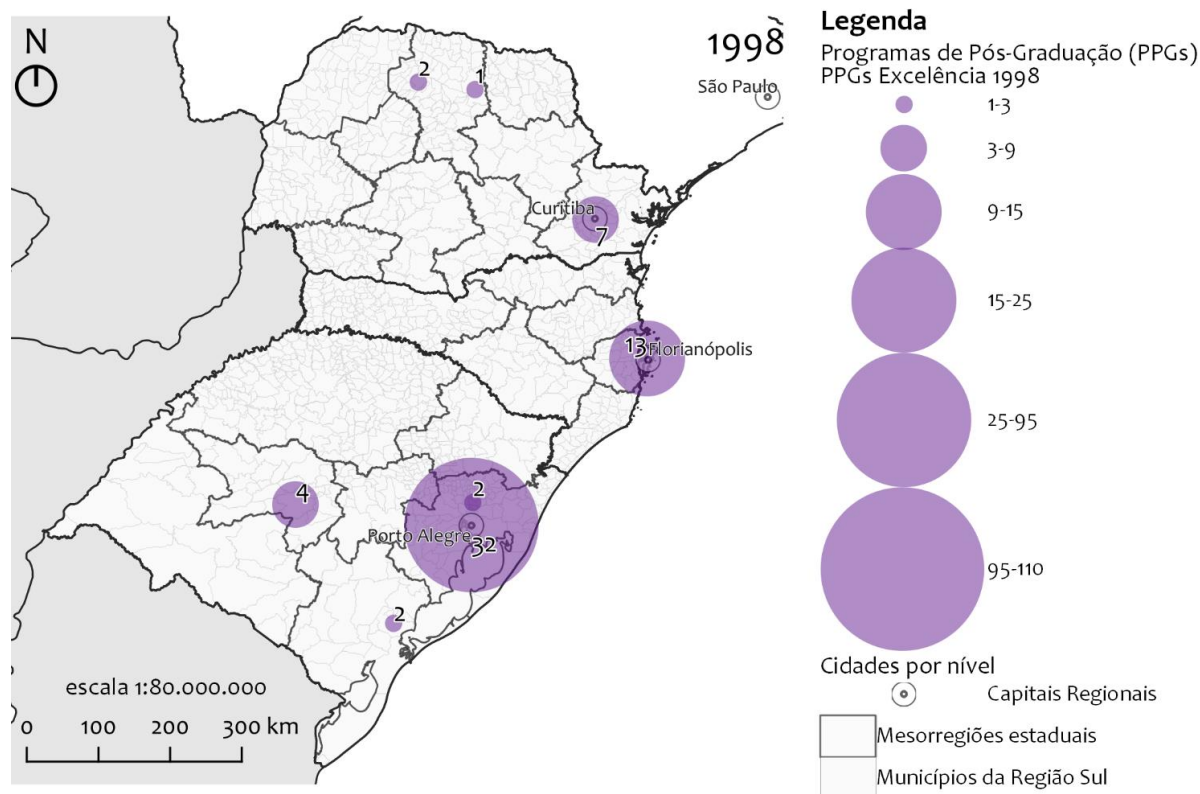 N
1998
São Paulo
2
1
Curitiba
7
13
Florianópolis
4
2
Porto Alegre
32
2
escala 1:80.000.000
0 100 200 300 km
Legenda
Programas de Pós-Graduação (PPGs)
PPGs Excelência 1998
1-3
3-9
9-15
15-25
25-95
95-110
Cidades por nível
Capitais Regionais
Mesorregiões estaduais
Municípios da Região Sul